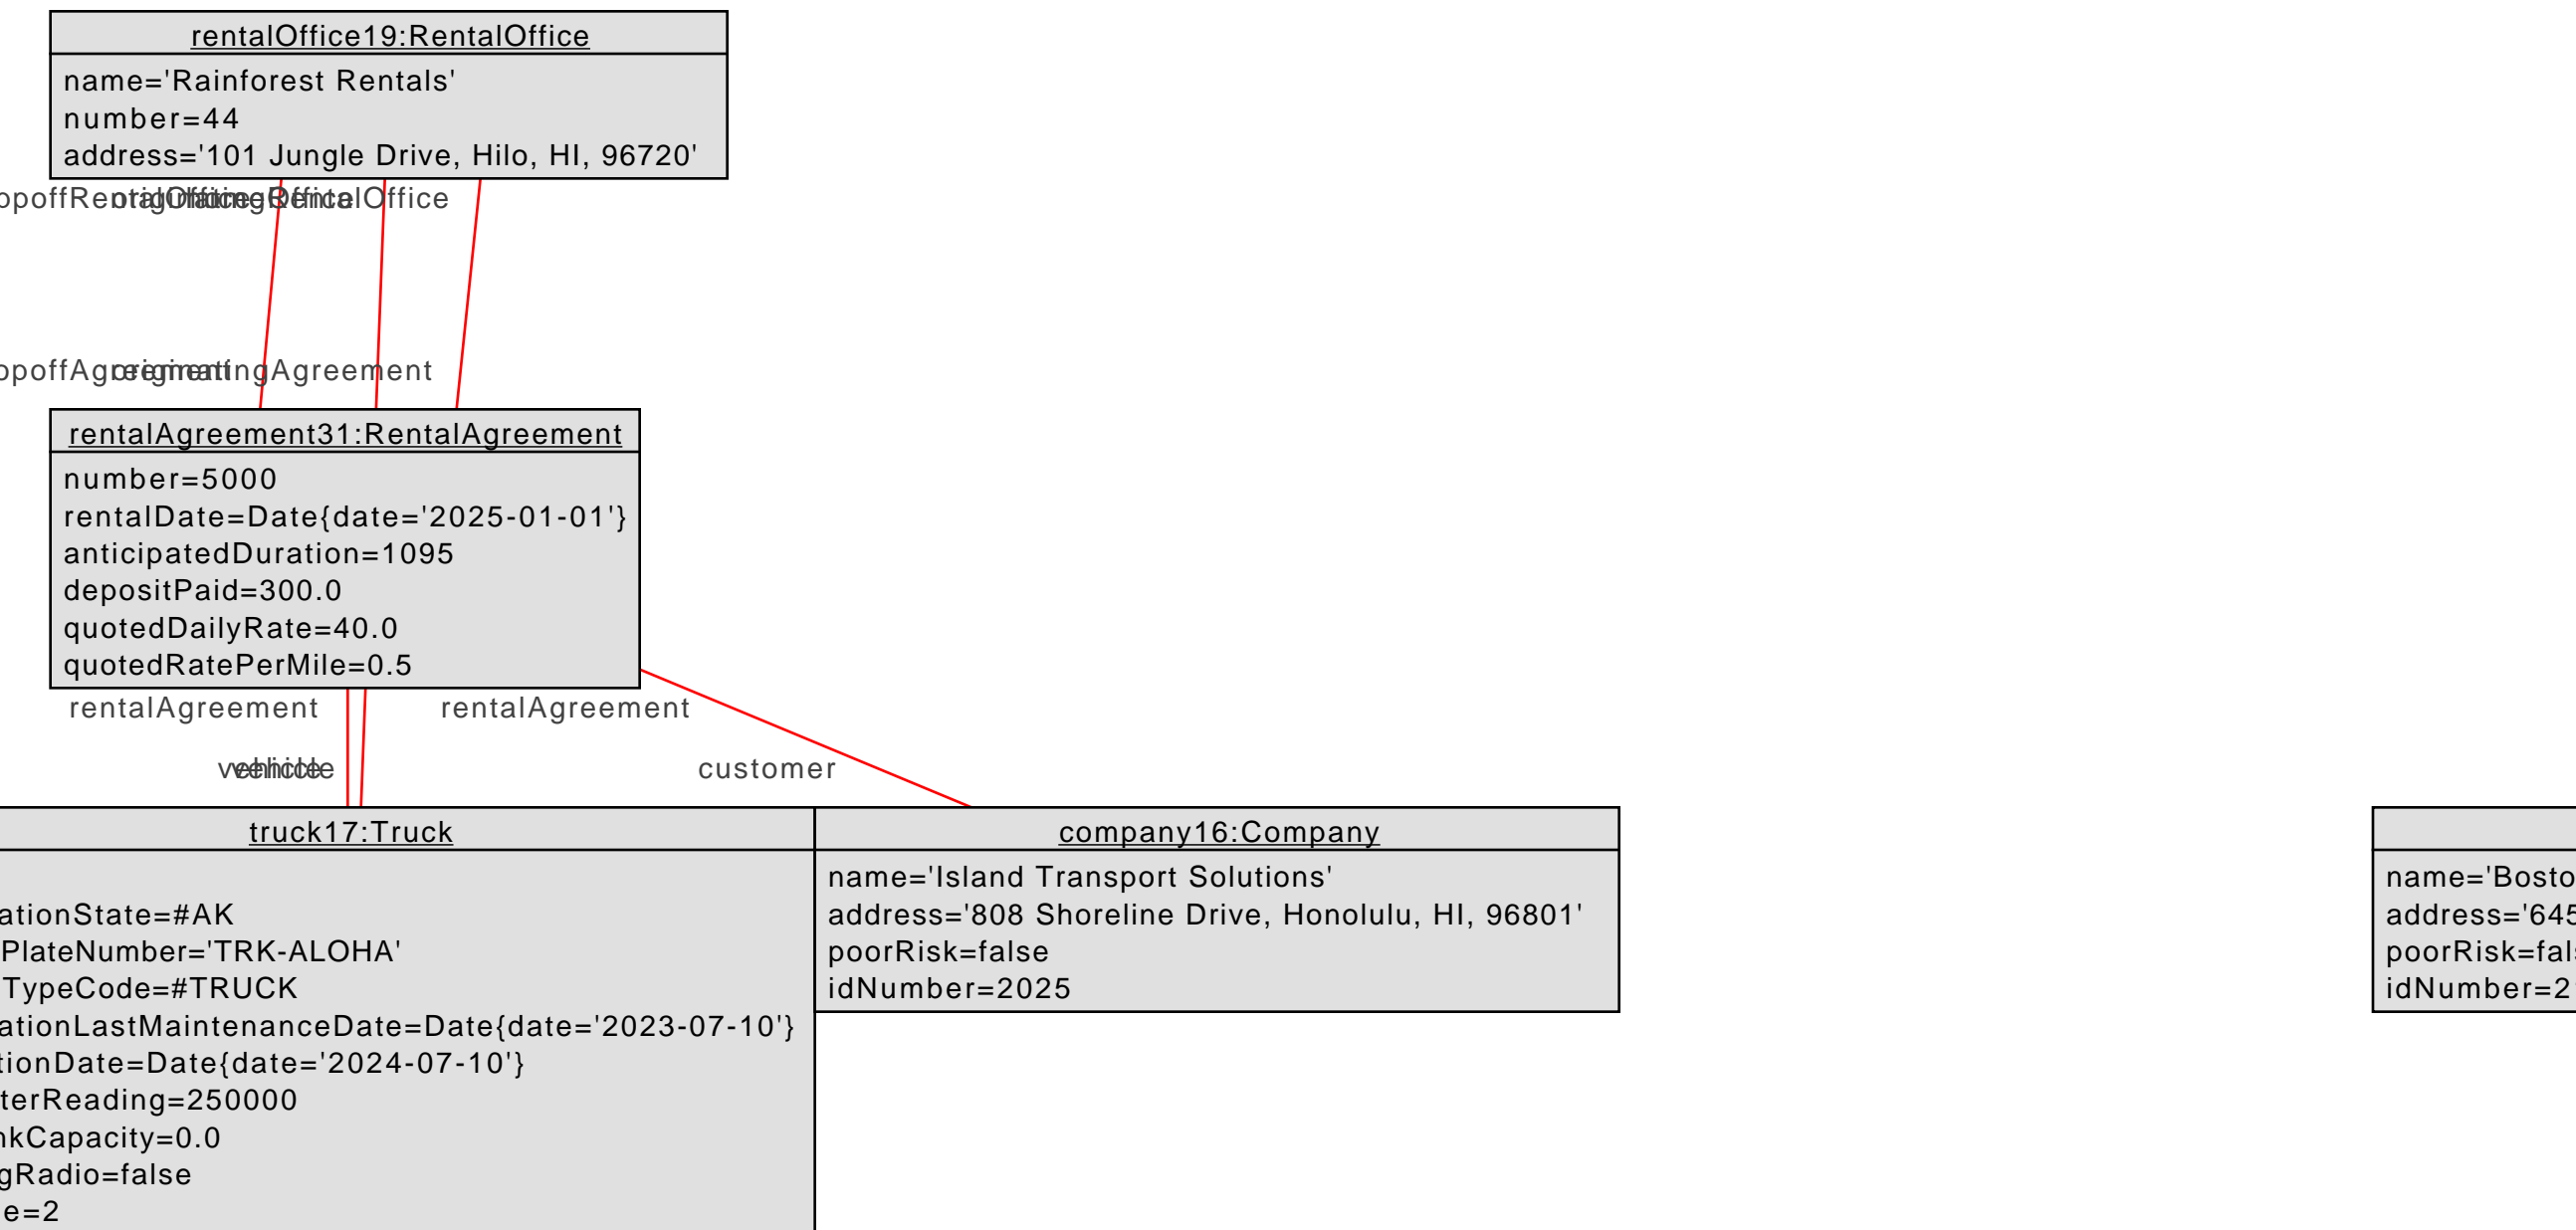 rentalOffice19:RentalOffice
name='Rainforest Rentals'
number=44
address='101 Jungle Drive, Hilo, HI, 96720'
rentalAgreement31:RentalAgreement
number=5000
rentalDate=Date{date='2025-01-01'}
anticipatedDuration=1095
depositPaid=300.0
quotedDailyRate=40.0
quotedRatePerMile=0.5
rentalAgreement rentalAgreement
vehicle customer
truck17:Truck
ationState=#AK
PlateNumber='TRK-ALOHA'
TypeCode=#TRUCK
ationLastMaintenanceDate=Date{date='2023-07-10'}
tionDate=Date{date='2024-07-10'}
terReading=250000
nkCapacity=0.0
gRadio=false
e=2
company16:Company
name='Island Transport Solutions'
address='808 Shoreline Drive, Honolulu, HI, 96801'
poorRisk=false
idNumber=2025
name='Bosto
address='645
poorRisk=fal
idNumber=2